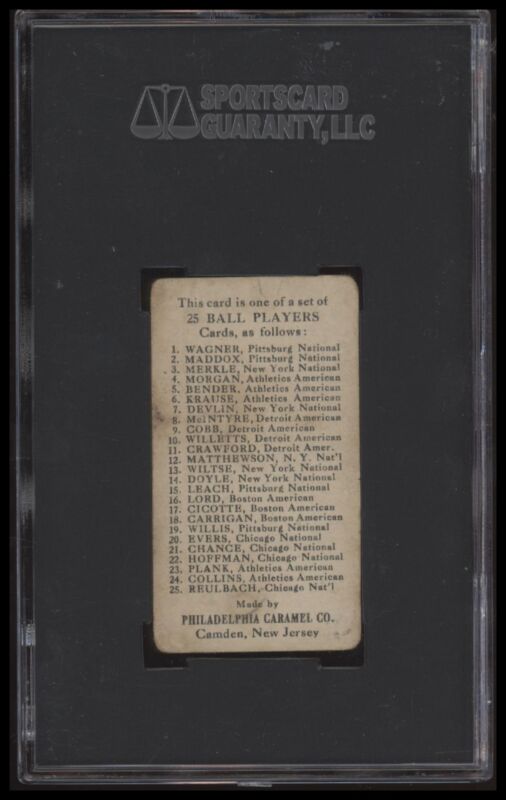 SPORTSCARD
GUARANTY, LLC
This card is one of a set of
25 BALL PLAYERS
Cards, as follows:
1. WAGNER, Pittsburg National
2. MADDOX, Pittsburg National
3. MERKLE, New York National
4. MORGAN, Athletics American
5. BENDER, Athletics American
6. KRAUSE, Athletics American
7. DEVLIN, New York National
8. McINTYRE, Detroit American
9. COBB, Detroit American
10. WILLETTS, Detroit American
11. CRAWFORD, Detroit Amer.
12. MATTHEWSON, N. Y. Nat'l
13. WILTSE, New York National
14. DOYLE, New York National
15. LEACH, Pittsburg National
16. LORD, Boston American
17. CICOTTE, Boston American
18. CARRIGAN, Boston American
19. WILLIS, Pittsburg National
20. EVERS, Chicago National
21. CHANCE, Chicago National
22. HOFFMAN, Chicago National
23. PLANK, Athletics American
24. COLLINS, Athletics American
25. REULBACH, Chicago Nat'l
Made by
PHILADELPHIA CARAMEL CO.
Camden, New Jersey